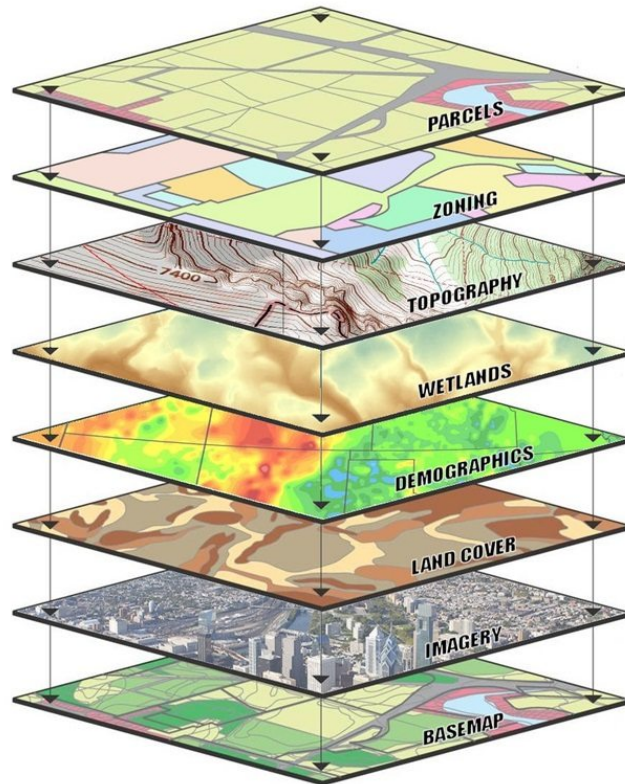 PARCELS
ZONING
7400
TOPOGRAPHY
WETLANDS
DEMOGRAPHICS
LAND COVER
IMAGERY
BASEMAP